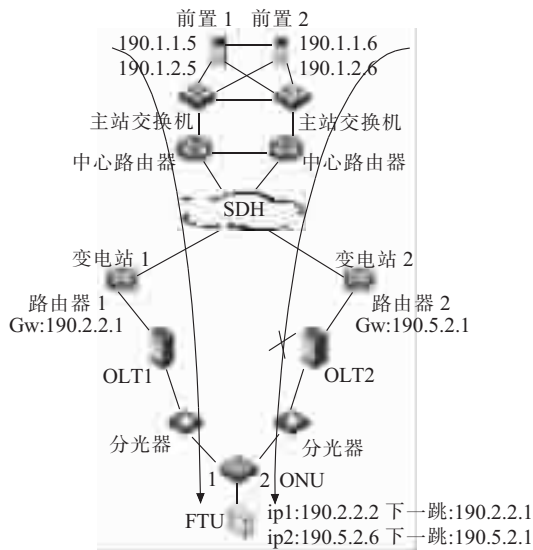 前置 1 前置 2
190.1.1.5 190.1.1.6
190.1.2.5 190.1.2.6
主站交换机 主站交换机
中心路由器 中心路由器
SDH
变电站 1 变电站 2
路由器 1 路由器 2
Gw:190.2.2.1 Gw:190.5.2.1
OLT1 OLT2
分光器 分光器
1 2 ONU
FTU ip1:190.2.2.2 下一跳:190.2.2.1
ip2:190.5.2.6 下一跳:190.5.2.1